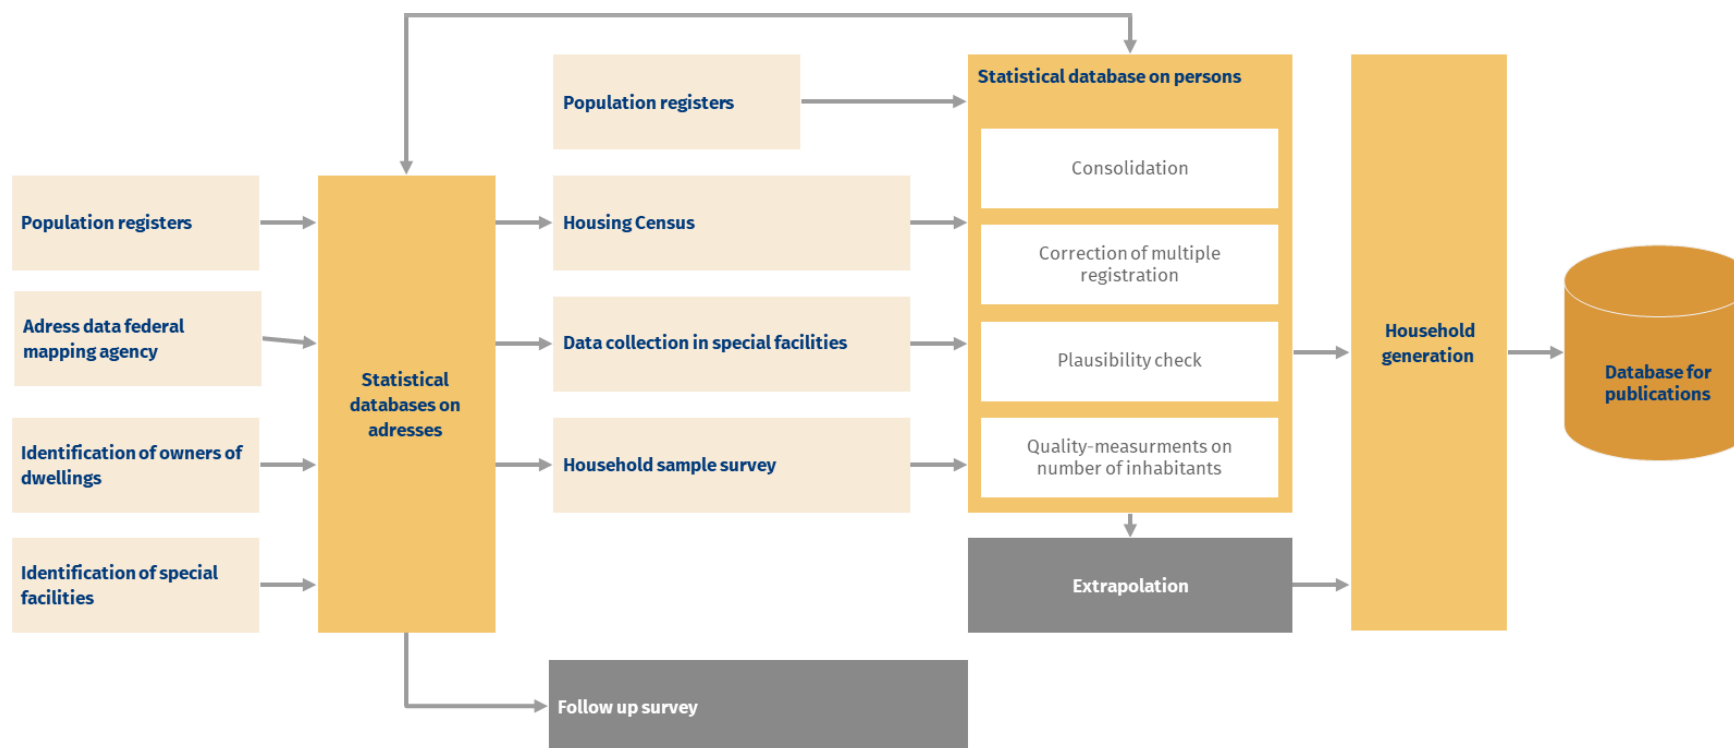 Population registers
Adress data federal
mapping agency
Identification of owners of
dwellings
Identification of special
facilities
Statistical
databases on
adresses
Population registers
Housing Census
Data collection in special facilities
Household sample survey
Follow up survey
Statistical database on persons
Consolidation
Correction of multiple
registration
Plausibility check
Quality-measurments on
number of inhabitants
Extrapolation
Household
generation
Database for
publications